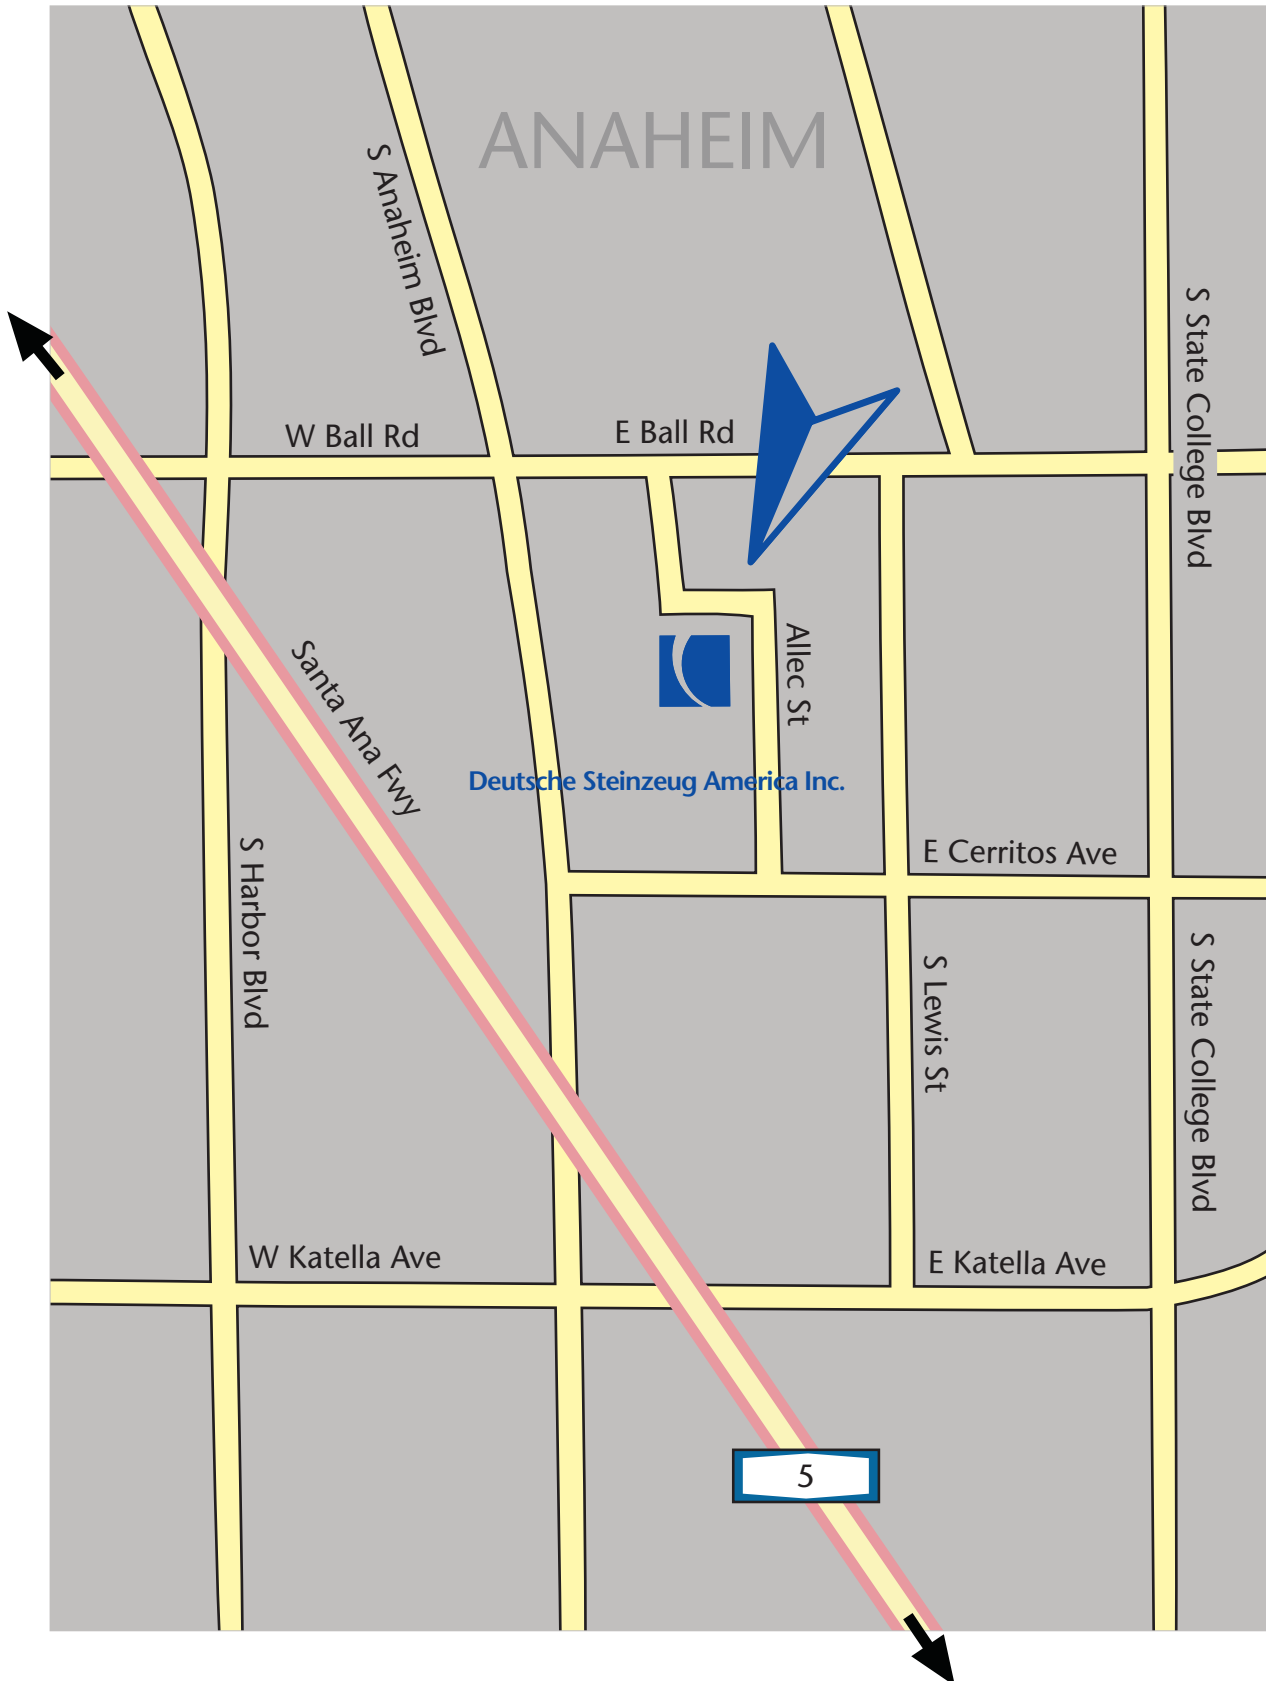 ANAHEIM
S Anaheim Blvd
S State College Blvd
W Ball Rd
E Ball Rd
Allec St
Santa Ana Fwy
Deutsche Steinzeug America Inc.
S Harbor Blvd
E Cerritos Ave
S Lewis St
S State College Blvd
W Katella Ave
E Katella Ave
5